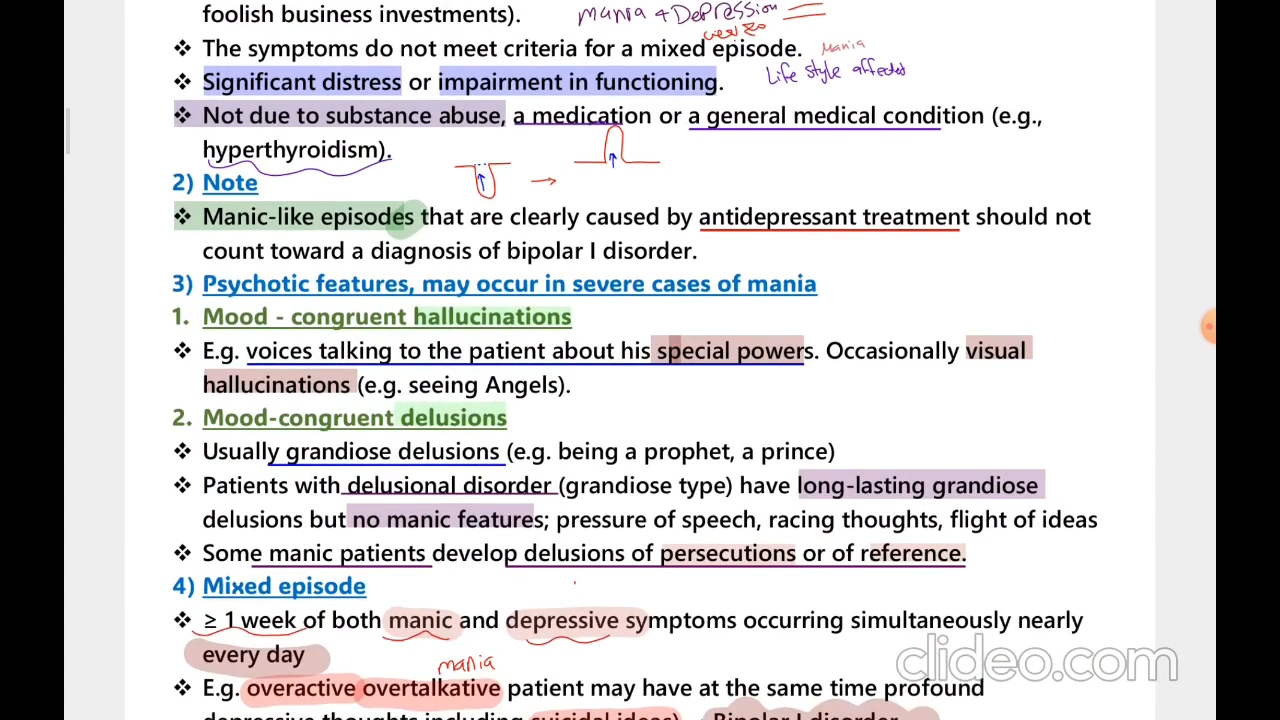 foolish business investments).
mania & Depression
❖ The symptoms do not meet criteria for a mixed episode.
Mania
Life style affected
❖ Significant distress or impairment in functioning.
❖ Not due to substance abuse, a medication or a general medical condition (e.g.,
hyperthyroidism).
2) Note
❖ Manic-like episodes that are clearly caused by antidepressant treatment should not
count toward a diagnosis of bipolar I disorder.
3) Psychotic features, may occur in severe cases of mania
1. Mood - congruent hallucinations
❖ E.g. voices talking to the patient about his special powers. Occasionally visual
hallucinations (e.g. seeing Angels).
2. Mood-congruent delusions
❖ Usually grandiose delusions (e.g. being a prophet, a prince)
❖ Patients with delusional disorder (grandiose type) have long-lasting grandiose
delusions but no manic features; pressure of speech, racing thoughts, flight of ideas
❖ Some manic patients develop delusions of persecutions or of reference.
4) Mixed episode
❖ ≥ 1 week of both manic and depressive symptoms occurring simultaneously nearly
every day
mania
❖ E.g. overactive overtalkative patient may have at the same time profound
depressive thoughts including suicidal ideas) → Bipolar I disorder
clideo.com